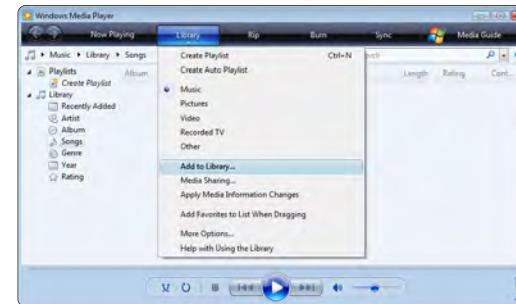 Windows Media Player
Now Playing Library Rip Burn Sync Media Guide
Music Library Songs
Playlists
Create Playlist
Library
Recently Added
Artist
Album
Songs
Genre
Year
Rating
Album
Length Rating Cont...
Create Playlist Ctrl+N
Create Auto Playlist
Music
Pictures
Video
Recorded TV
Other
Add to Library...
Media Sharing...
Apply Media Information Changes
Add Favorites to List When Dragging
More Options...
Help with Using the Library